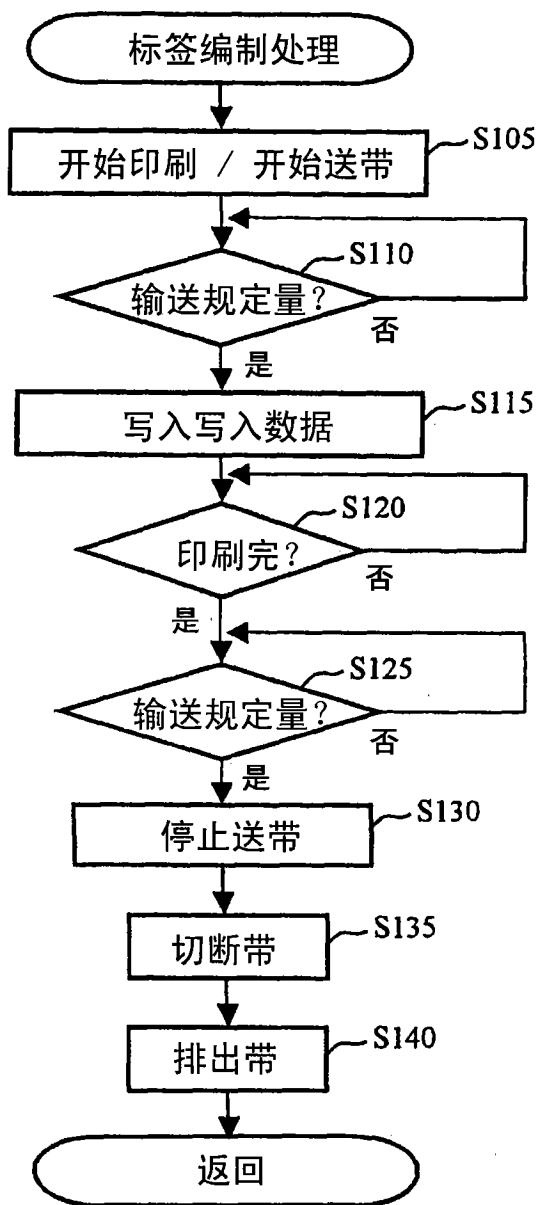 标签编制处理
开始印刷 / 开始送带
S105
S110
输送规定量?
否
是
写入写入数据
S115
S120
印刷完?
否
是
S125
输送规定量?
否
是
停止送带
S130
切断带
S135
排出带
S140
返回